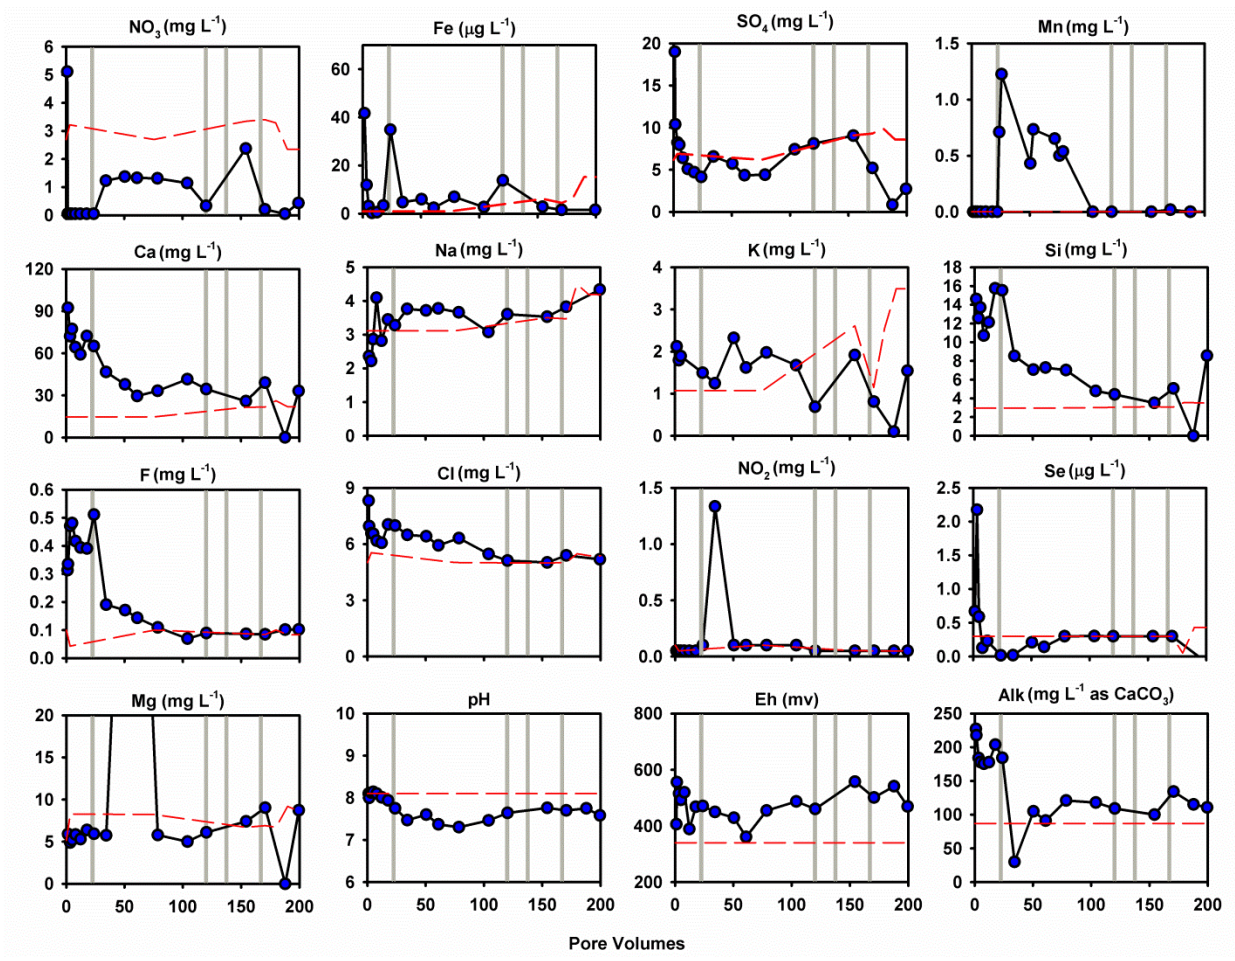 NO₃ (mg L⁻¹) Fe (µg L⁻¹) SO₄ (mg L⁻¹) Mn (mg L⁻¹)
6 5 4 3 2 1 0
60 40 20 0
20 15 10 5 0
1.5 1.0 0.5 0.0
Ca (mg L⁻¹) Na (mg L⁻¹) K (mg L⁻¹) Si (mg L⁻¹)
120 90 60 30 0
5 4 3 2 1 0
4 3 2 1 0
18 16 14 12 10 8 6 4 2 0
F (mg L⁻¹) Cl (mg L⁻¹) NO₂ (mg L⁻¹) Se (µg L⁻¹)
0.6 0.5 0.4 0.3 0.2 0.1 0.0
9 6 3 0
1.5 1.0 0.5 0.0
2.5 2.0 1.5 1.0 0.5 0.0
Mg (mg L⁻¹) pH Eh (mv) Alk (mg L⁻¹ as CaCO₃)
20 15 10 5 0
10 9 8 7 6
800 600 400 200
250 200 150 100 50 0
0 50 100 150 200 0 50 100 150 200 0 50 100 150 200 0 50 100 150 200
Pore Volumes